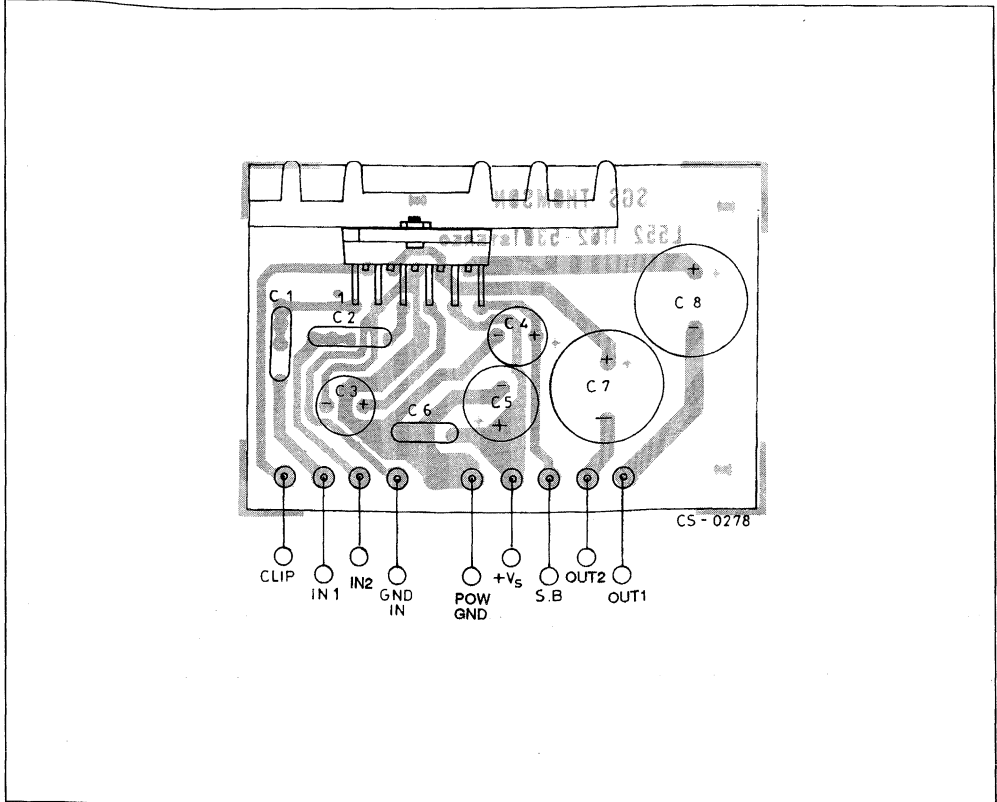 SGS THOMSON
C 1
1
C 2
C 4
C 8
C 3
C 6
C 5
C 7
CS-0278
CLIP
IN 1
IN2
GND
IN
POW
GND
+Vs
S.B
OUT2
OUT1